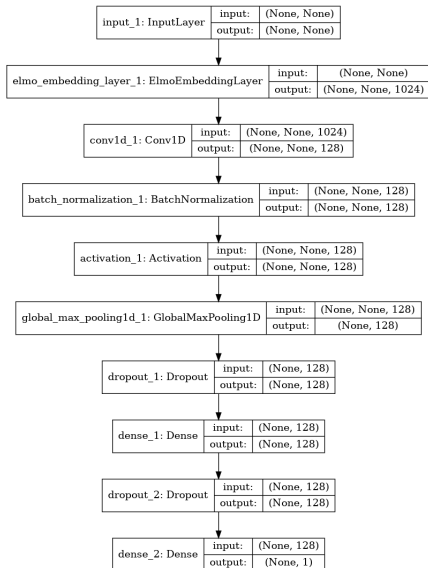 input_1: InputLayer input: (None, None)
output: (None, None)
elmo_embedding_layer_1: ElmoEmbeddingLayer input: (None, None)
output: (None, None, 1024)
conv1d_1: Conv1D input: (None, None, 1024)
output: (None, None, 128)
batch_normalization_1: BatchNormalization input: (None, None, 128)
output: (None, None, 128)
activation_1: Activation input: (None, None, 128)
output: (None, None, 128)
global_max_pooling1d_1: GlobalMaxPooling1D input: (None, None, 128)
output: (None, 128)
dropout_1: Dropout input: (None, 128)
output: (None, 128)
dense_1: Dense input: (None, 128)
output: (None, 128)
dropout_2: Dropout input: (None, 128)
output: (None, 128)
dense_2: Dense input: (None, 128)
output: (None, 1)